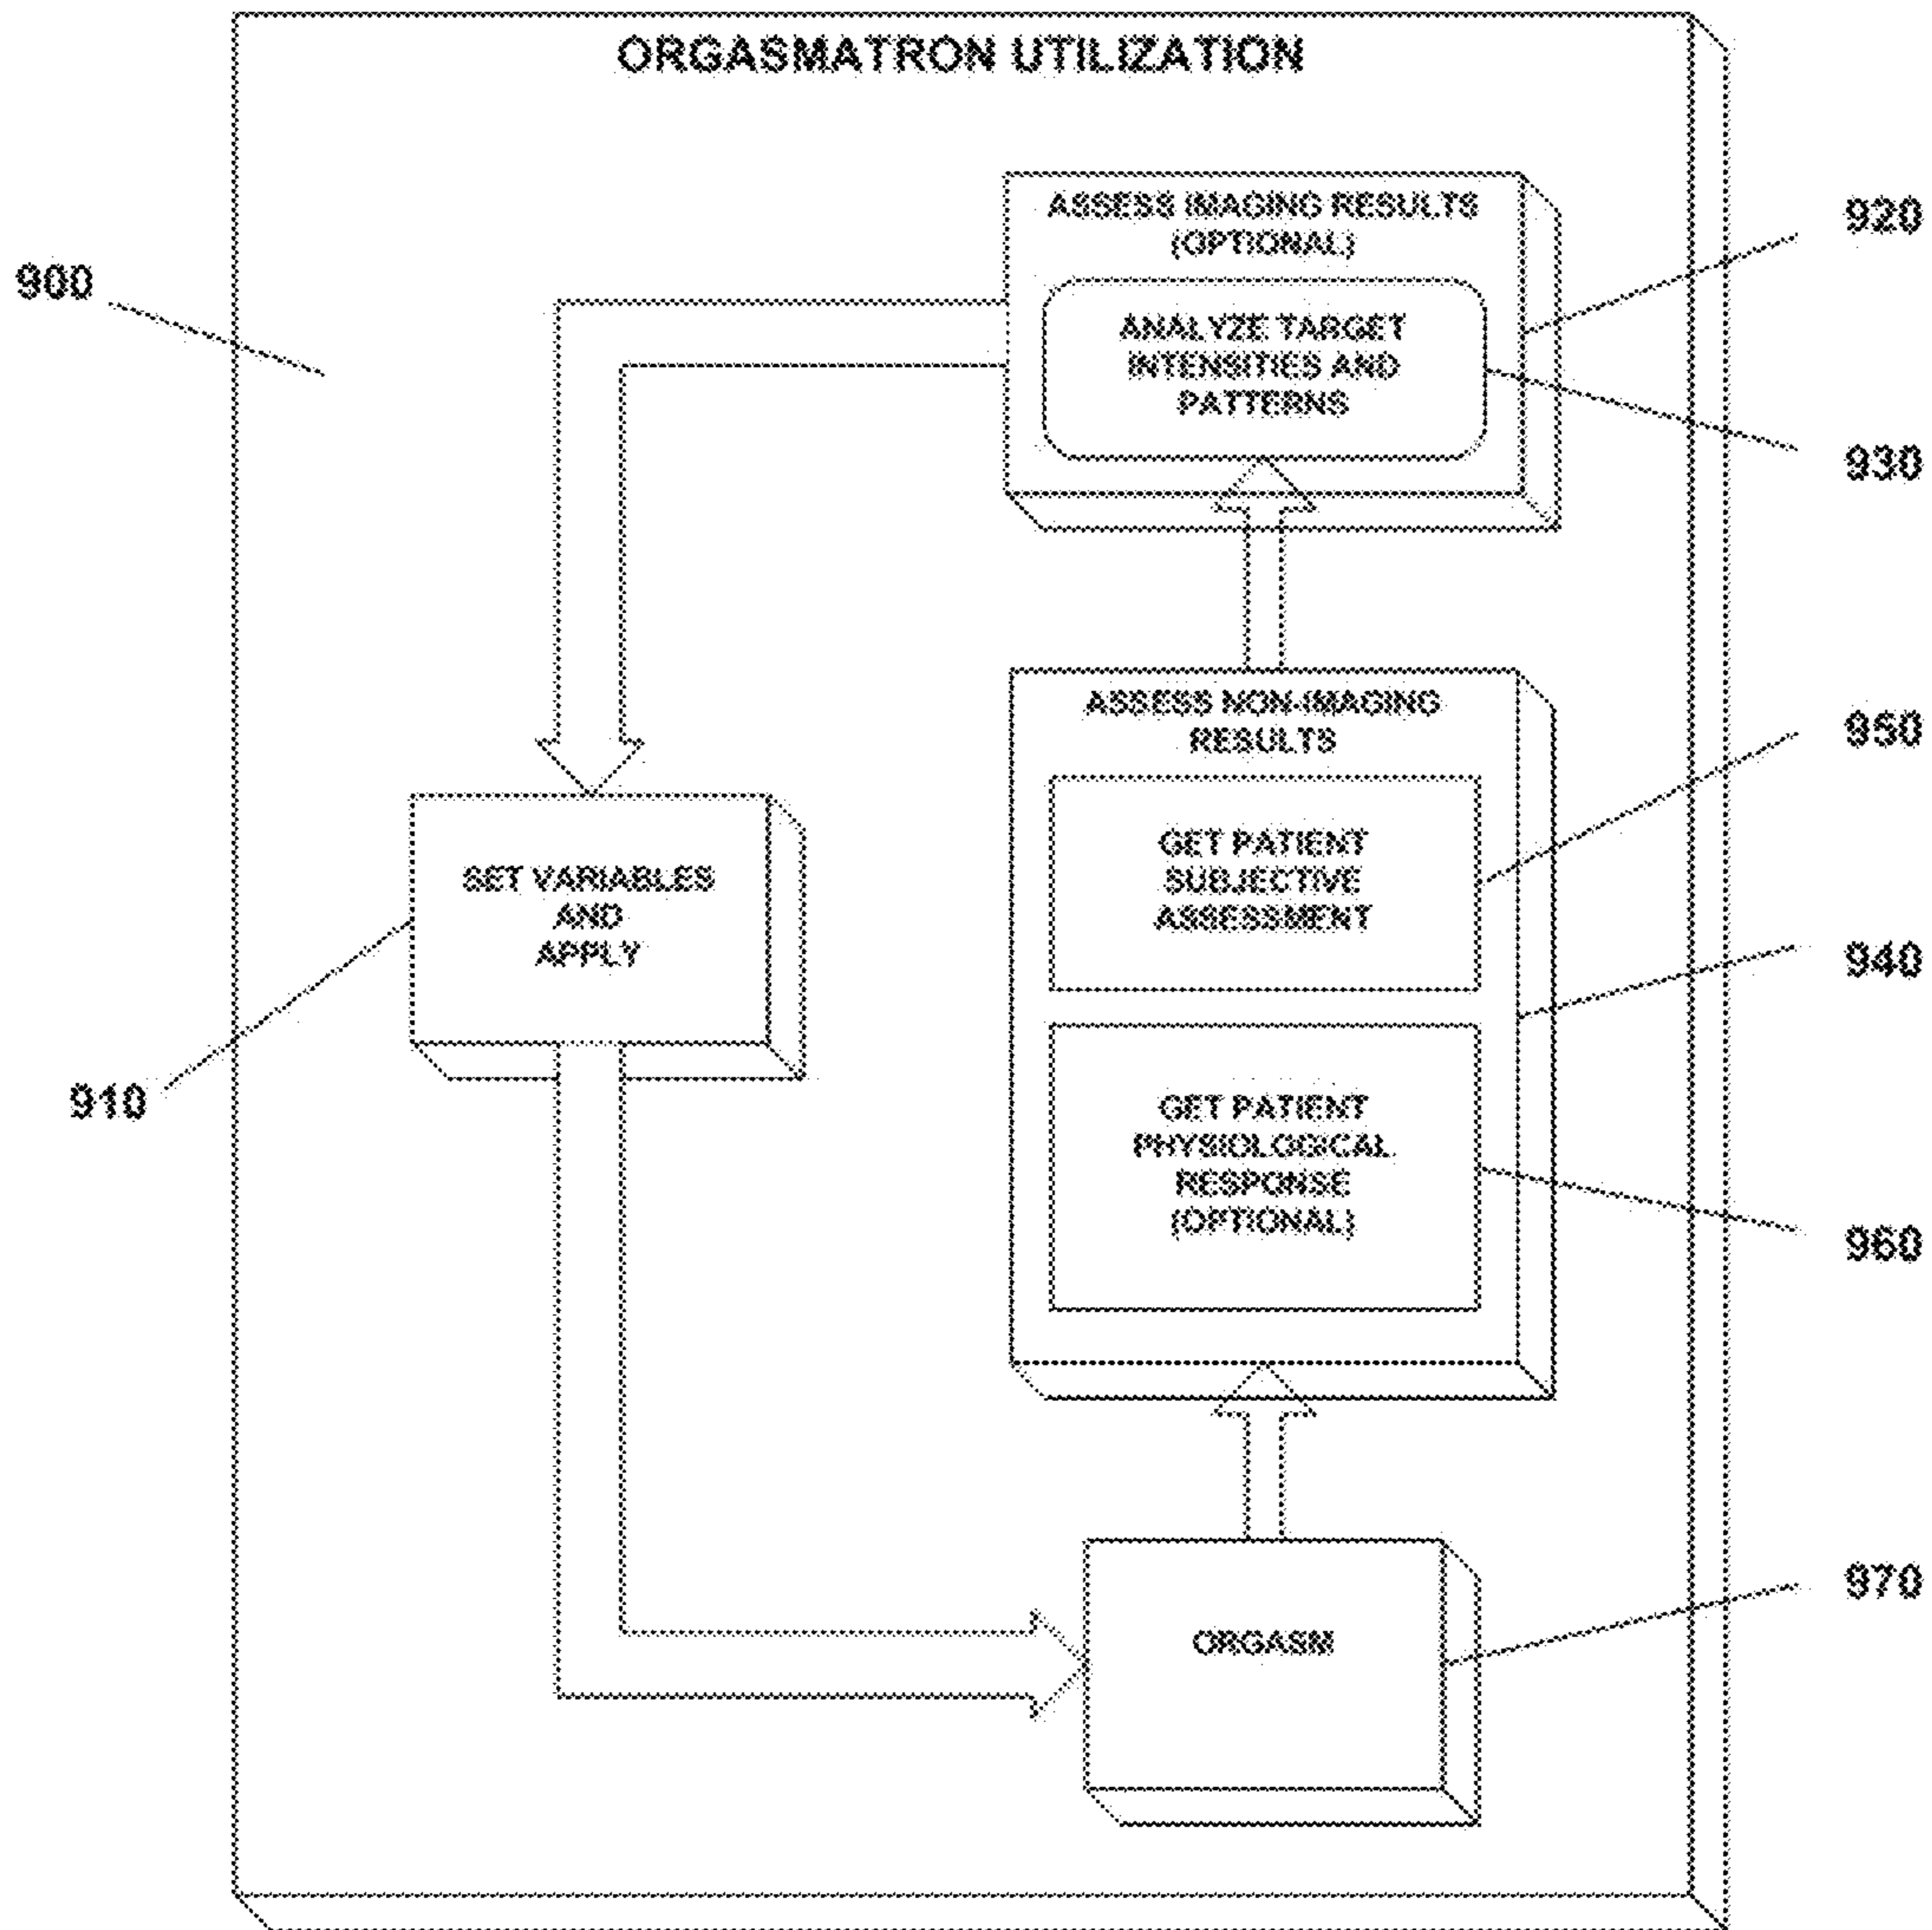 ORGASMATRON UTILIZATION
900
ASSESS IMAGING RESULTS
(OPTIONAL)
920
ANALYZE TARGET
INTENSITIES AND
PATTERNS
930
ASSESS NON-IMAGING
RESULTS
950
GET PATIENT
SUBJECTIVE
ASSESSMENT
940
SET VARIABLES
AND
APPLY
910
GET PATIENT
PHYSIOLOGICAL
RESPONSE
(OPTIONAL)
960
ORGASM
970